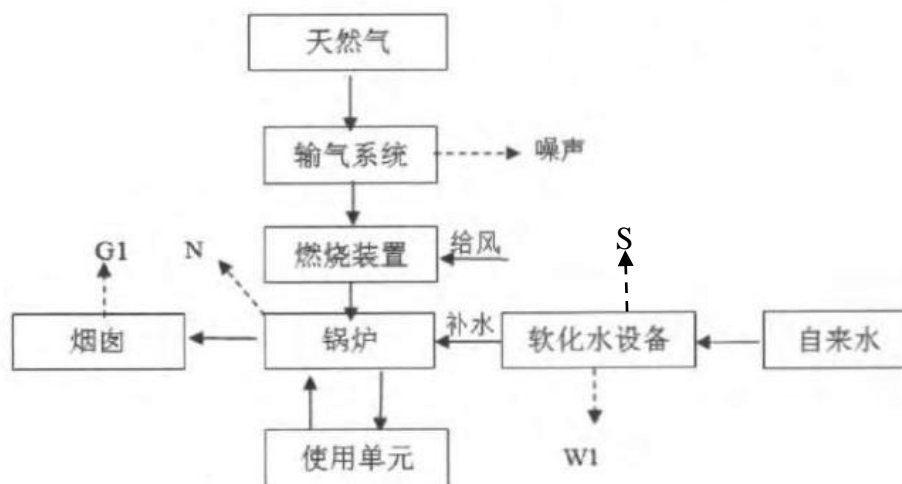 天然气
输气系统
噪声
G1
N
燃烧装置
给风
S
烟囱
锅炉
补水
软化水设备
自来水
使用单元
W1